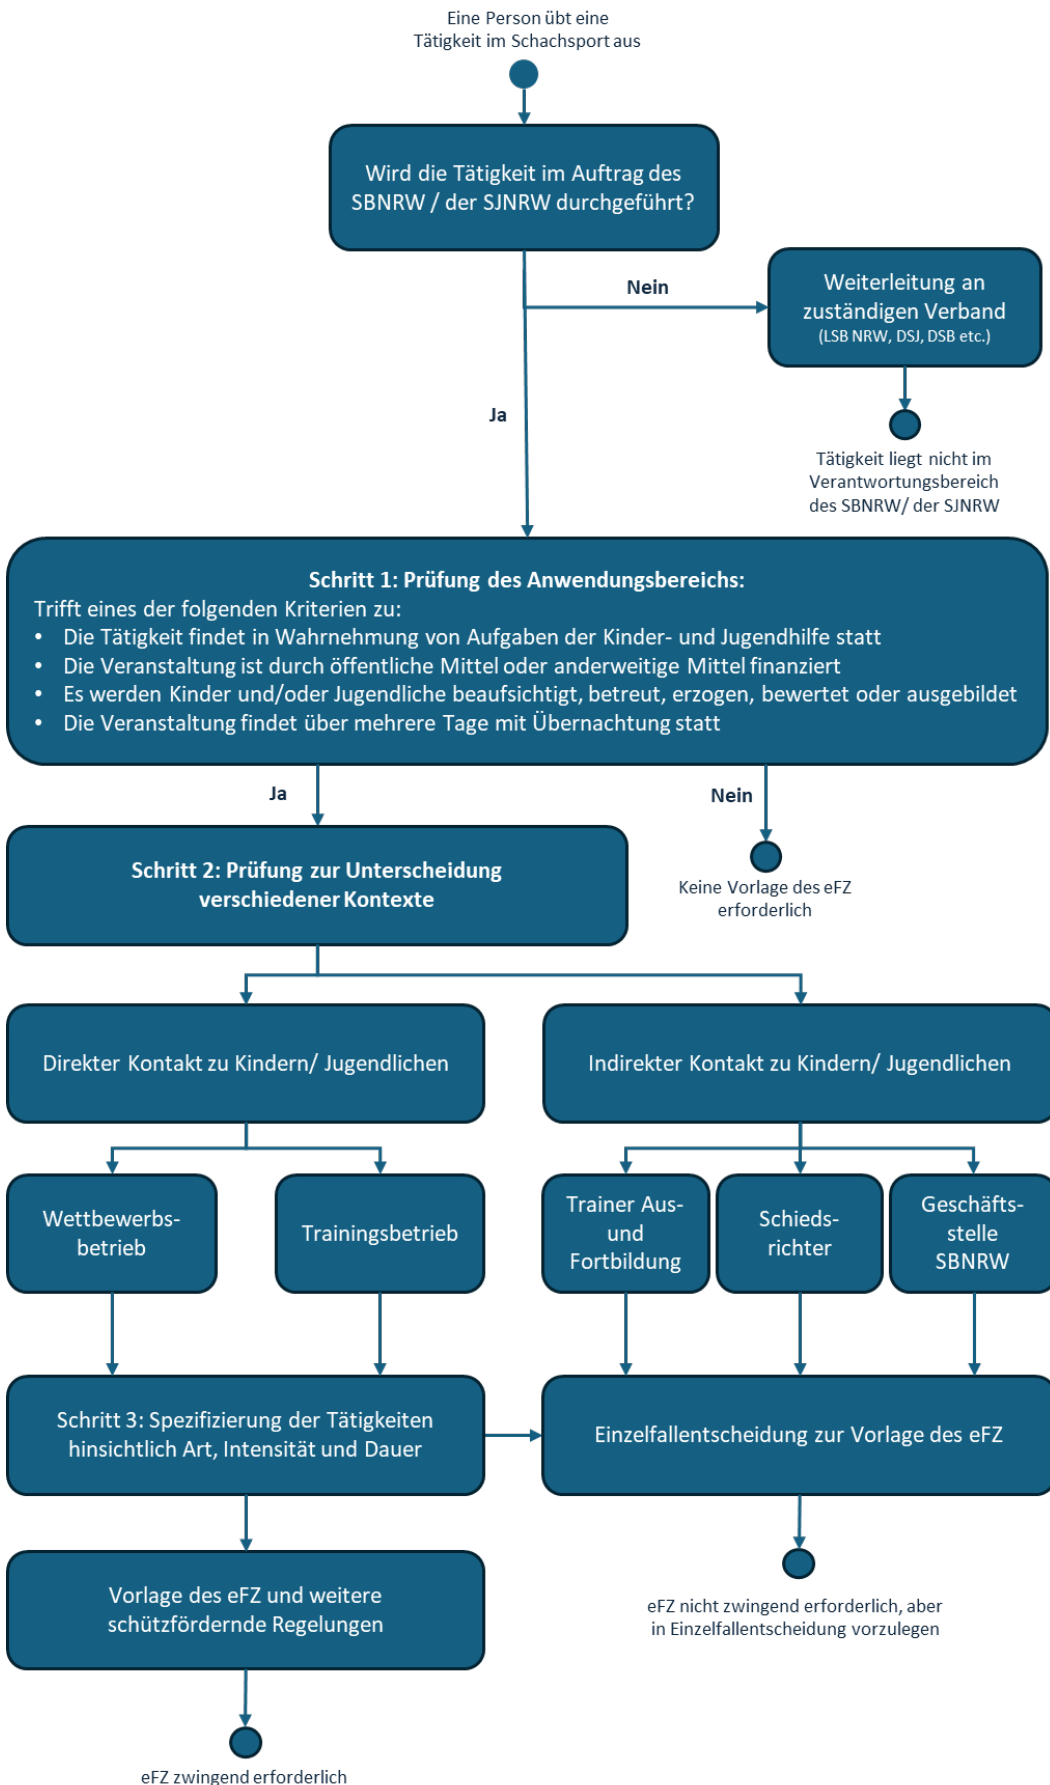 Eine Person übt eine
Tätigkeit im Schachsport aus
Wird die Tätigkeit im Auftrag des
SBNRW / der SJNRW durchgeführt?
Nein
Weiterleitung an
zuständigen Verband
(LSB NRW, DSJ, DSB etc.)
Ja
Tätigkeit liegt nicht im
Verantwortungsbereich
des SBNRW/ der SJNRW
Schritt 1: Prüfung des Anwendungsbereichs:
Trifft eines der folgenden Kriterien zu:
• Die Tätigkeit findet in Wahrnehmung von Aufgaben der Kinder- und Jugendhilfe statt
• Die Veranstaltung ist durch öffentliche Mittel oder anderweitige Mittel finanziert
• Es werden Kinder und/oder Jugendliche beaufsichtigt, betreut, erzogen, bewertet oder ausgebildet
• Die Veranstaltung findet über mehrere Tage mit Übernachtung statt
Ja
Nein
Schritt 2: Prüfung zur Unterscheidung
verschiedener Kontexte
Keine Vorlage des eFZ
erforderlich
Direkter Kontakt zu Kindern/ Jugendlichen
Indirekter Kontakt zu Kindern/ Jugendlichen
Wettbewerbs-
betrieb
Trainingsbetrieb
Trainer Aus-
und
Fortbildung
Schieds-
richter
Geschäfts-
stelle
SBNRW
Schritt 3: Spezifizierung der Tätigkeiten
hinsichtlich Art, Intensität und Dauer
Einzelfallentscheidung zur Vorlage des eFZ
Vorlage des eFZ und weitere
schützfördernde Regelungen
eFZ nicht zwingend erforderlich, aber
in Einzelfallentscheidung vorzulegen
eFZ zwingend erforderlich